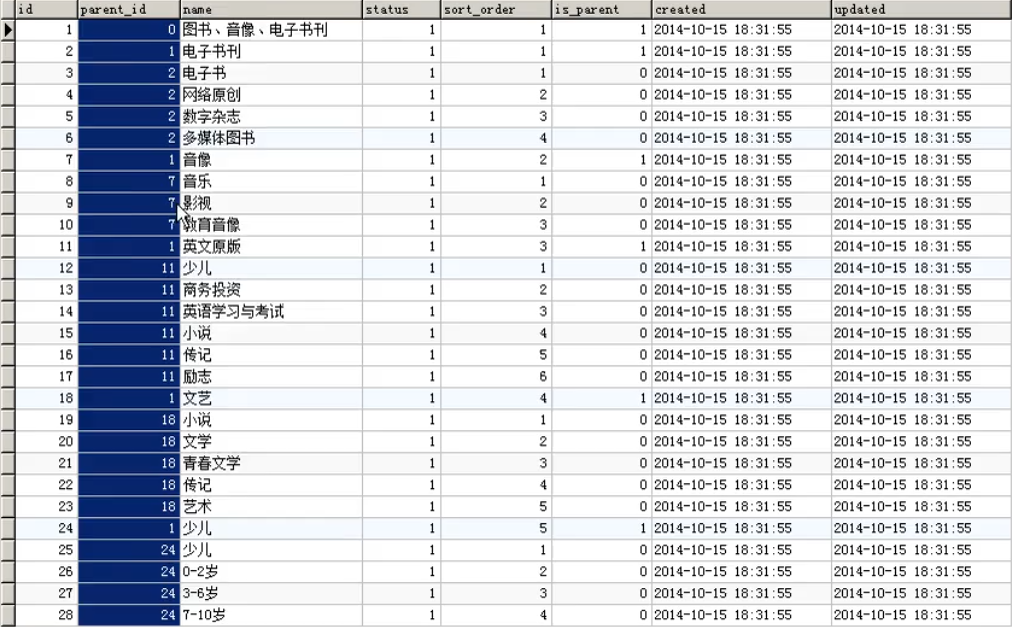 id parent_id name status sort_order is_parent created updated
1 0 图书、音像、电子书刊 1 1 1 2014-10-15 18:31:55 2014-10-15 18:31:55
2 1 电子书刊 1 1 1 2014-10-15 18:31:55 2014-10-15 18:31:55
3 2 电子书 1 1 0 2014-10-15 18:31:55 2014-10-15 18:31:55
4 2 网络原创 1 2 0 2014-10-15 18:31:55 2014-10-15 18:31:55
5 2 数字杂志 1 3 0 2014-10-15 18:31:55 2014-10-15 18:31:55
6 2 多媒体图书 1 4 0 2014-10-15 18:31:55 2014-10-15 18:31:55
7 1 音像 1 2 1 2014-10-15 18:31:55 2014-10-15 18:31:55
8 7 音乐 1 1 0 2014-10-15 18:31:55 2014-10-15 18:31:55
9 7 影视 1 2 0 2014-10-15 18:31:55 2014-10-15 18:31:55
10 7 教育音像 1 3 0 2014-10-15 18:31:55 2014-10-15 18:31:55
11 1 英文原版 1 3 1 2014-10-15 18:31:55 2014-10-15 18:31:55
12 11 少儿 1 1 0 2014-10-15 18:31:55 2014-10-15 18:31:55
13 11 商务投资 1 2 0 2014-10-15 18:31:55 2014-10-15 18:31:55
14 11 英语学习与考试 1 3 0 2014-10-15 18:31:55 2014-10-15 18:31:55
15 11 小说 1 4 0 2014-10-15 18:31:55 2014-10-15 18:31:55
16 11 传记 1 5 0 2014-10-15 18:31:55 2014-10-15 18:31:55
17 11 励志 1 6 0 2014-10-15 18:31:55 2014-10-15 18:31:55
18 1 文艺 1 4 1 2014-10-15 18:31:55 2014-10-15 18:31:55
19 18 小说 1 1 0 2014-10-15 18:31:55 2014-10-15 18:31:55
20 18 文学 1 2 0 2014-10-15 18:31:55 2014-10-15 18:31:55
21 18 青春文学 1 3 0 2014-10-15 18:31:55 2014-10-15 18:31:55
22 18 传记 1 4 0 2014-10-15 18:31:55 2014-10-15 18:31:55
23 18 艺术 1 5 0 2014-10-15 18:31:55 2014-10-15 18:31:55
24 1 少儿 1 5 1 2014-10-15 18:31:55 2014-10-15 18:31:55
25 24 少儿 1 1 0 2014-10-15 18:31:55 2014-10-15 18:31:55
26 24 0-2岁 1 2 0 2014-10-15 18:31:55 2014-10-15 18:31:55
27 24 3-6岁 1 3 0 2014-10-15 18:31:55 2014-10-15 18:31:55
28 24 7-10岁 1 4 0 2014-10-15 18:31:55 2014-10-15 18:31:55